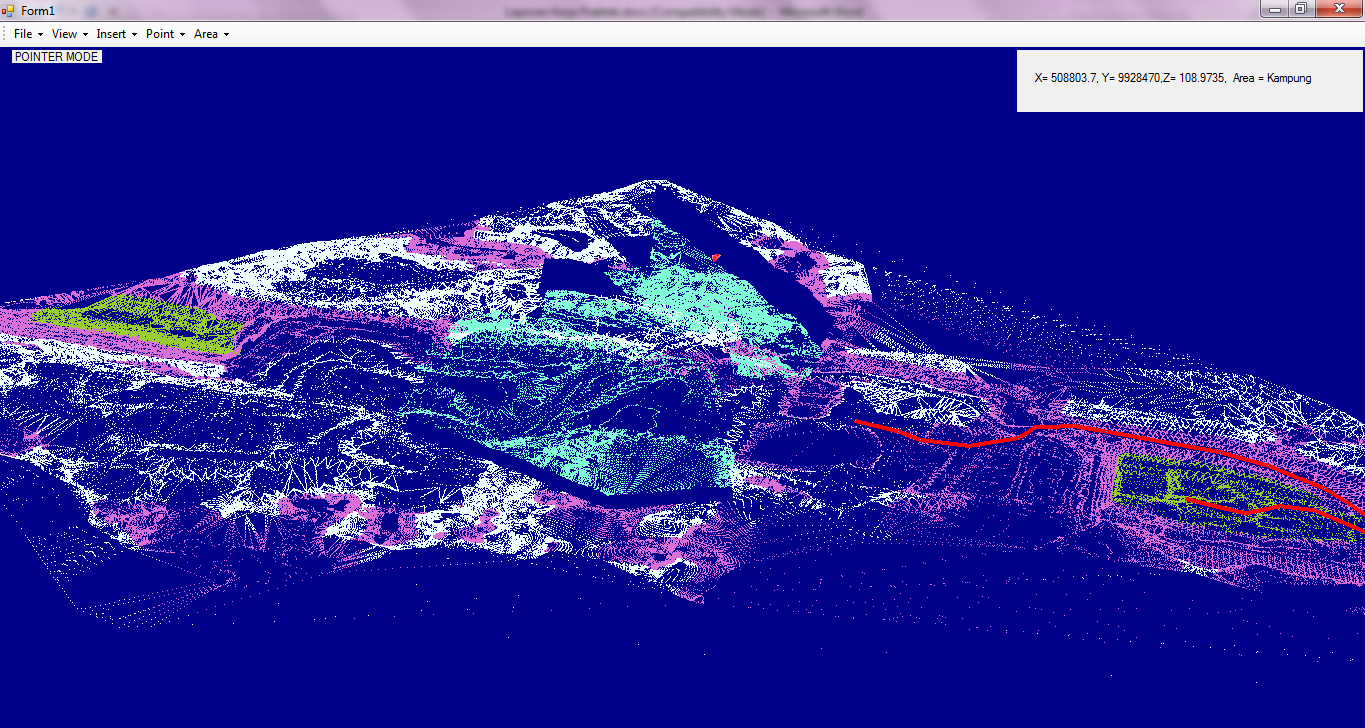 Form1
File View Insert Point Area
POINTER MODE
X= 508803.7, Y= 9928470,Z= 108.9735, Area = Kampung